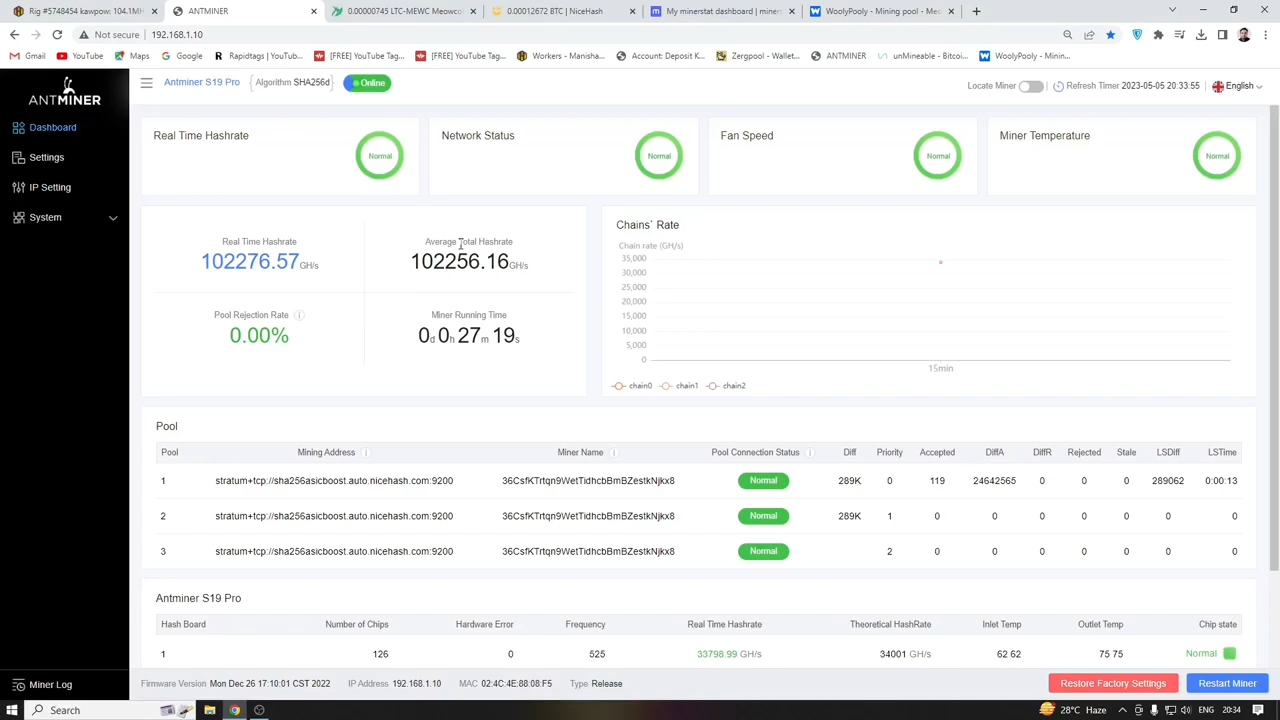 Rig #5748454 kawpow: 104.1MH
ANTMINER
0.00000745 LTC-MEWC Meowco
0.00012672 BTC | NiceHash
My minerstat dashboard | miners
WoolyPooly - Mining pool - Me
Not secure
192.168.1.10
Gmail
YouTube
Maps
Google
Rapidtags | YouTub...
[FREE] YouTube Tag...
[FREE] YouTube Tag...
Workers - Manisha...
Account: Deposit K...
Zergpool - Wallet...
ANTMINER
unMineable - Bitcoi...
WoolyPooly - Minin...
ANTMINER
Antminer S19 Pro
Algorithm SHA256d
Online
Locate Miner
Refresh Timer 2023-05-05 20:33:55
English
Dashboard
Settings
IP Setting
System
Real Time Hashrate
Normal
Network Status
Normal
Fan Speed
Normal
Miner Temperature
Normal
Real Time Hashrate
102276.57 GH/s
Average Total Hashrate
102256.16 GH/s
Pool Rejection Rate
0.00%
Miner Running Time
0d 0h 27m 19s
Chains` Rate
Chain rate (GH/s)
35,000
30,000
25,000
20,000
15,000
10,000
5,000
0
15min
chain0 chain1 chain2
Pool
Pool Mining Address Miner Name Pool Connection Status Diff Priority Accepted DiffA DiffR Rejected Stale LSDiff LSTime
1 stratum+tcp://sha256asicboost.auto.nicehash.com:9200 36CsfKTrtqn9WetTidhcbBmBZestkNjkx8 Normal 289K 0 119 24642565 0 0 0 289062 0:00:13
2 stratum+tcp://sha256asicboost.auto.nicehash.com:9200 36CsfKTrtqn9WetTidhcbBmBZestkNjkx8 Normal 289K 1 0 0 0 0 0 0 0
3 stratum+tcp://sha256asicboost.auto.nicehash.com:9200 36CsfKTrtqn9WetTidhcbBmBZestkNjkx8 Normal 2 0 0 0 0 0 0 0
Antminer S19 Pro
Hash Board Number of Chips Hardware Error Frequency Real Time Hashrate Theoretical HashRate Inlet Temp Outlet Temp Chip state
1 126 0 525 33798.99 GH/s 34001 GH/s 62 62 75 75 Normal
Miner Log
Firmware Version Mon Dec 26 17:10:01 CST 2022 IP Address 192.168.1.10 MAC 02:4C:4E:88:08:F5 Type Release
Restore Factory Settings
Restart Miner
Search
28°C Haze
ENG
20:34